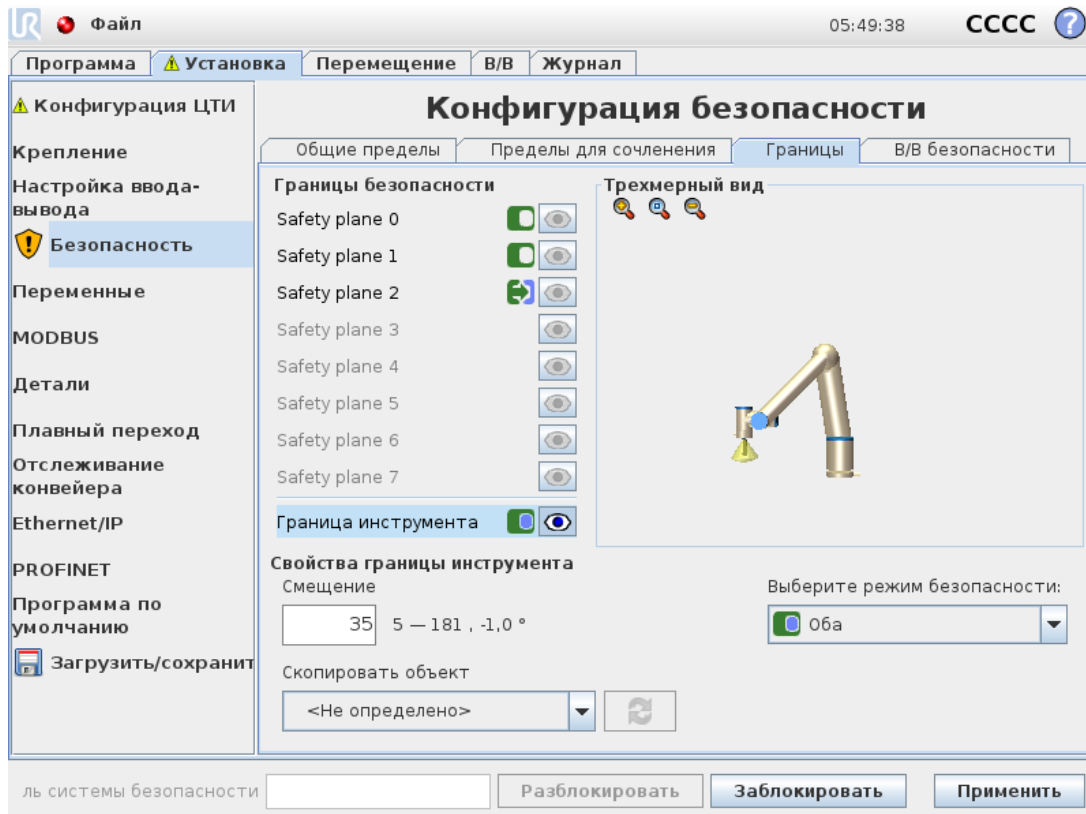 UR Файл 05:49:38 CCCC ?
Программа Установка Перемещение В/В Журнал
Конфигурация ЦТИ
Крепление
Настройка ввода-
вывода
Безопасность
Переменные
MODBUS
Детали
Плавный переход
Отслеживание
конвейера
Ethernet/IP
PROFINET
Программа по
умолчанию
Загрузить/сохранит
Конфигурация безопасности
Общие пределы Пределы для сочленения Границы В/В безопасности
Границы безопасности
Safety plane 0
Safety plane 1
Safety plane 2
Safety plane 3
Safety plane 4
Safety plane 5
Safety plane 6
Safety plane 7
Граница инструмента
Трехмерный вид
Свойства границы инструмента
Смещение
35 5 — 181 , -1,0 °
Скопировать объект
<Не определено>
Выберите режим безопасности:
Оба
ль системы безопасности Разблокировать Заблокировать Применить